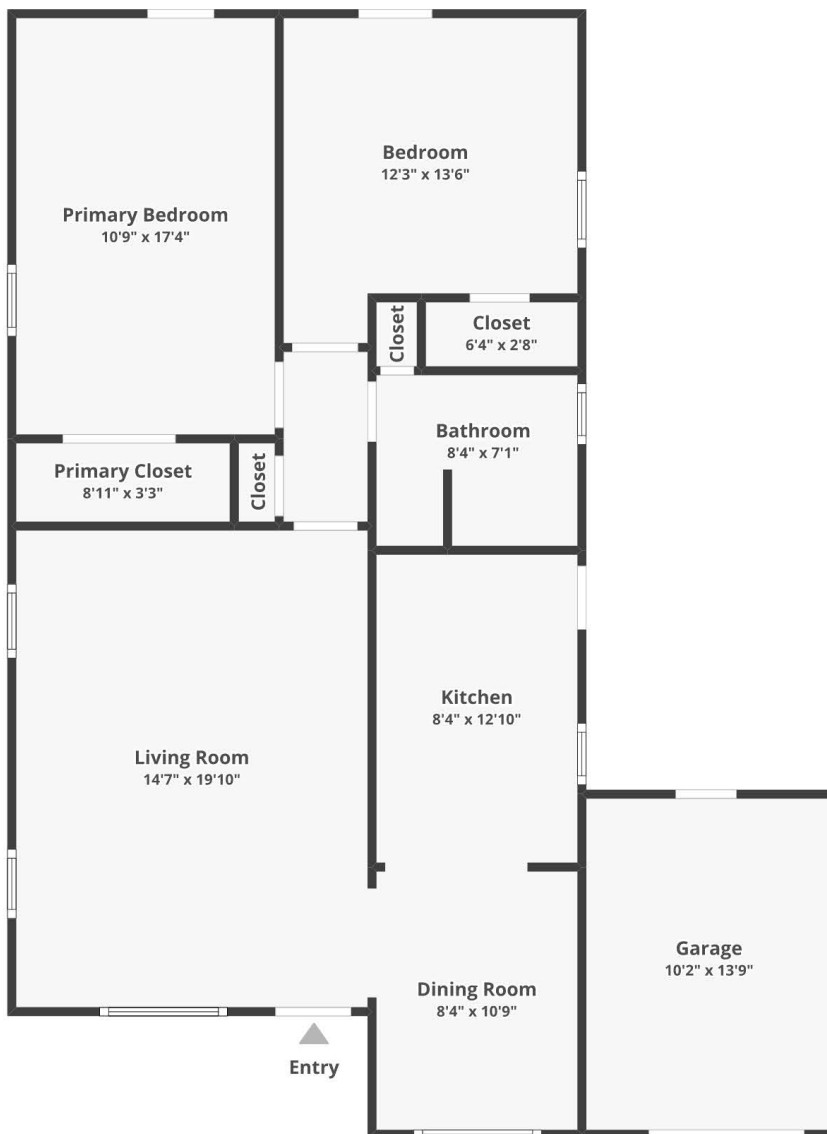 Bedroom
12'3" x 13'6"
Primary Bedroom
10'9" x 17'4"
Closet
Closet
6'4" x 2'8"
Bathroom
8'4" x 7'1"
Primary Closet
8'11" x 3'3"
Closet
Kitchen
8'4" x 12'10"
Living Room
14'7" x 19'10"
Garage
10'2" x 13'9"
Dining Room
8'4" x 10'9"
Entry